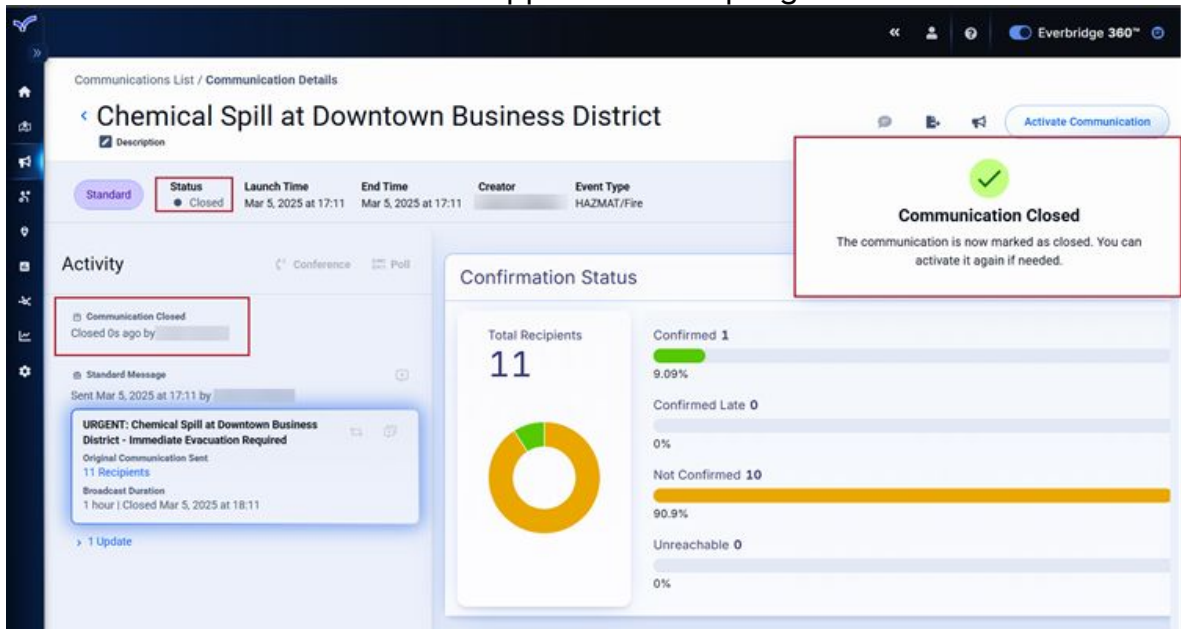 Everbridge 360™
Communications List / Communication Details
Chemical Spill at Downtown Business District
Description
Activate Communication
Standard
Status
Closed
Launch Time
Mar 5, 2025 at 17:11
End Time
Mar 5, 2025 at 17:11
Creator
Event Type
HAZMAT/Fire
Communication Closed
The communication is now marked as closed. You can
activate it again if needed.
Activity
Conference
Poll
Communication Closed
Closed 0s ago by
Standard Message
Sent Mar 5, 2025 at 17:11 by
URGENT: Chemical Spill at Downtown Business
District - Immediate Evacuation Required
Original Communication Sent
11 Recipients
Broadcast Duration
1 hour | Closed Mar 5, 2025 at 18:11
1 Update
Confirmation Status
Total Recipients
11
Confirmed 1
9.09%
Confirmed Late 0
0%
Not Confirmed 10
90.9%
Unreachable 0
0%